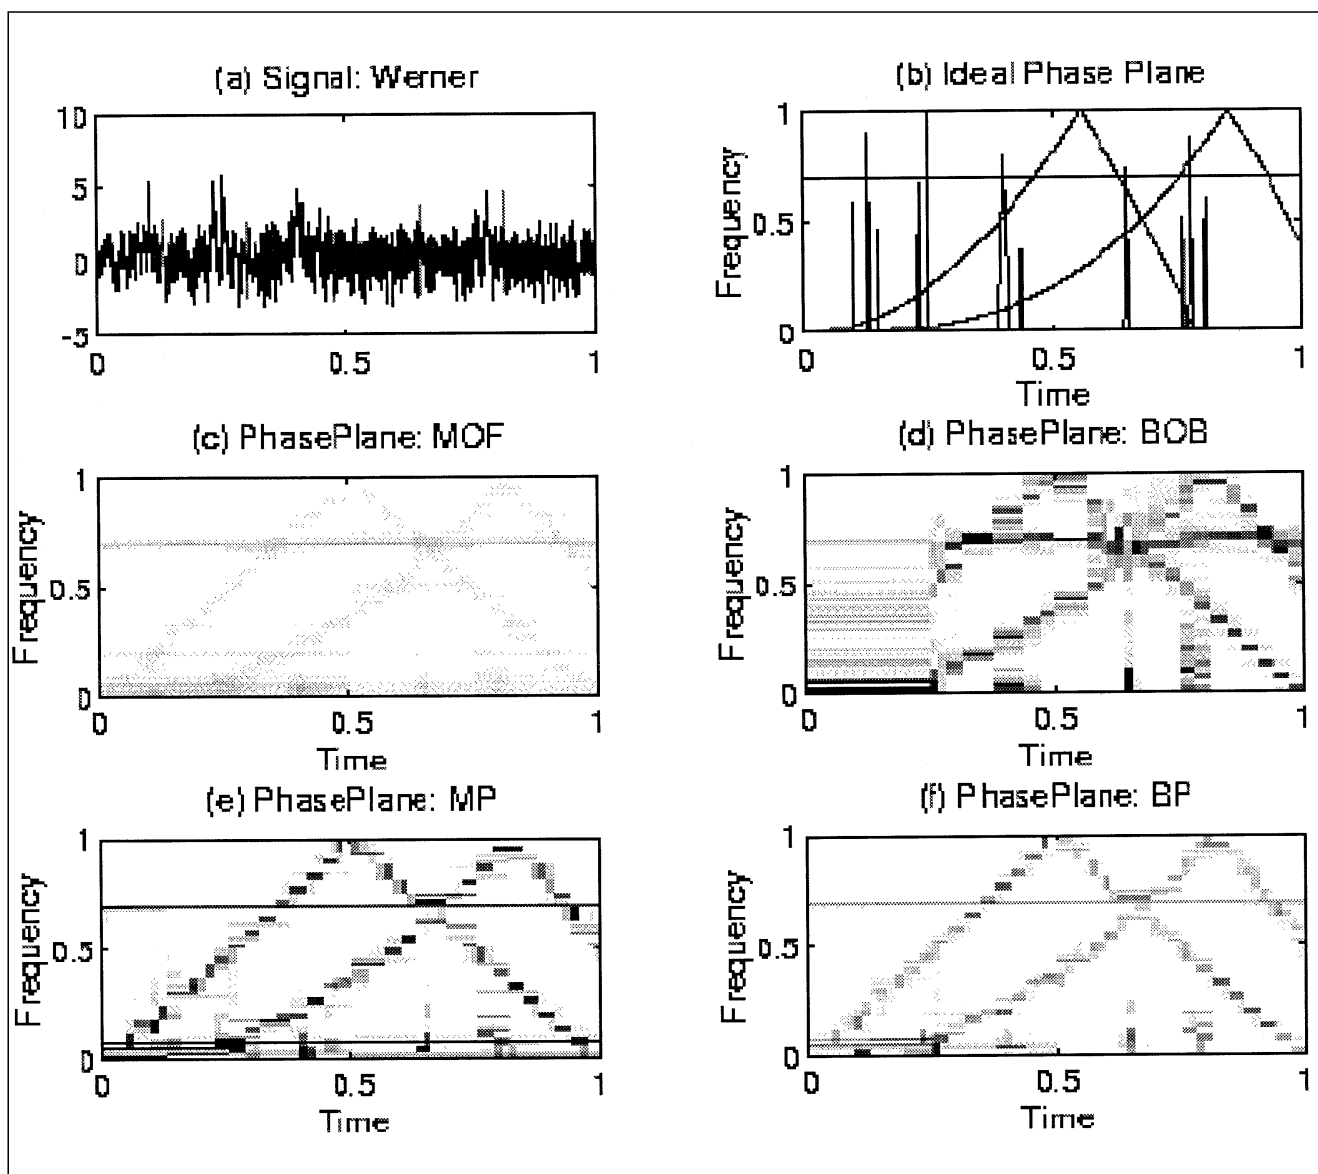 (a) Signal: Werner
10
5
0
-5
0
0.5
1
(b) Ideal Phase Plane
Frequency
1
0.5
0
0
0.5
1
Time
(c) PhasePlane: MOF
Frequency
1
0.5
0
0
0.5
1
Time
(d) PhasePlane: BOB
Frequency
1
0.5
0
0
0.5
1
Time
(e) PhasePlane: MP
Frequency
1
0.5
0
0
0.5
1
Time
(f) PhasePlane: BP
Frequency
1
0.5
0
0
0.5
1
Time